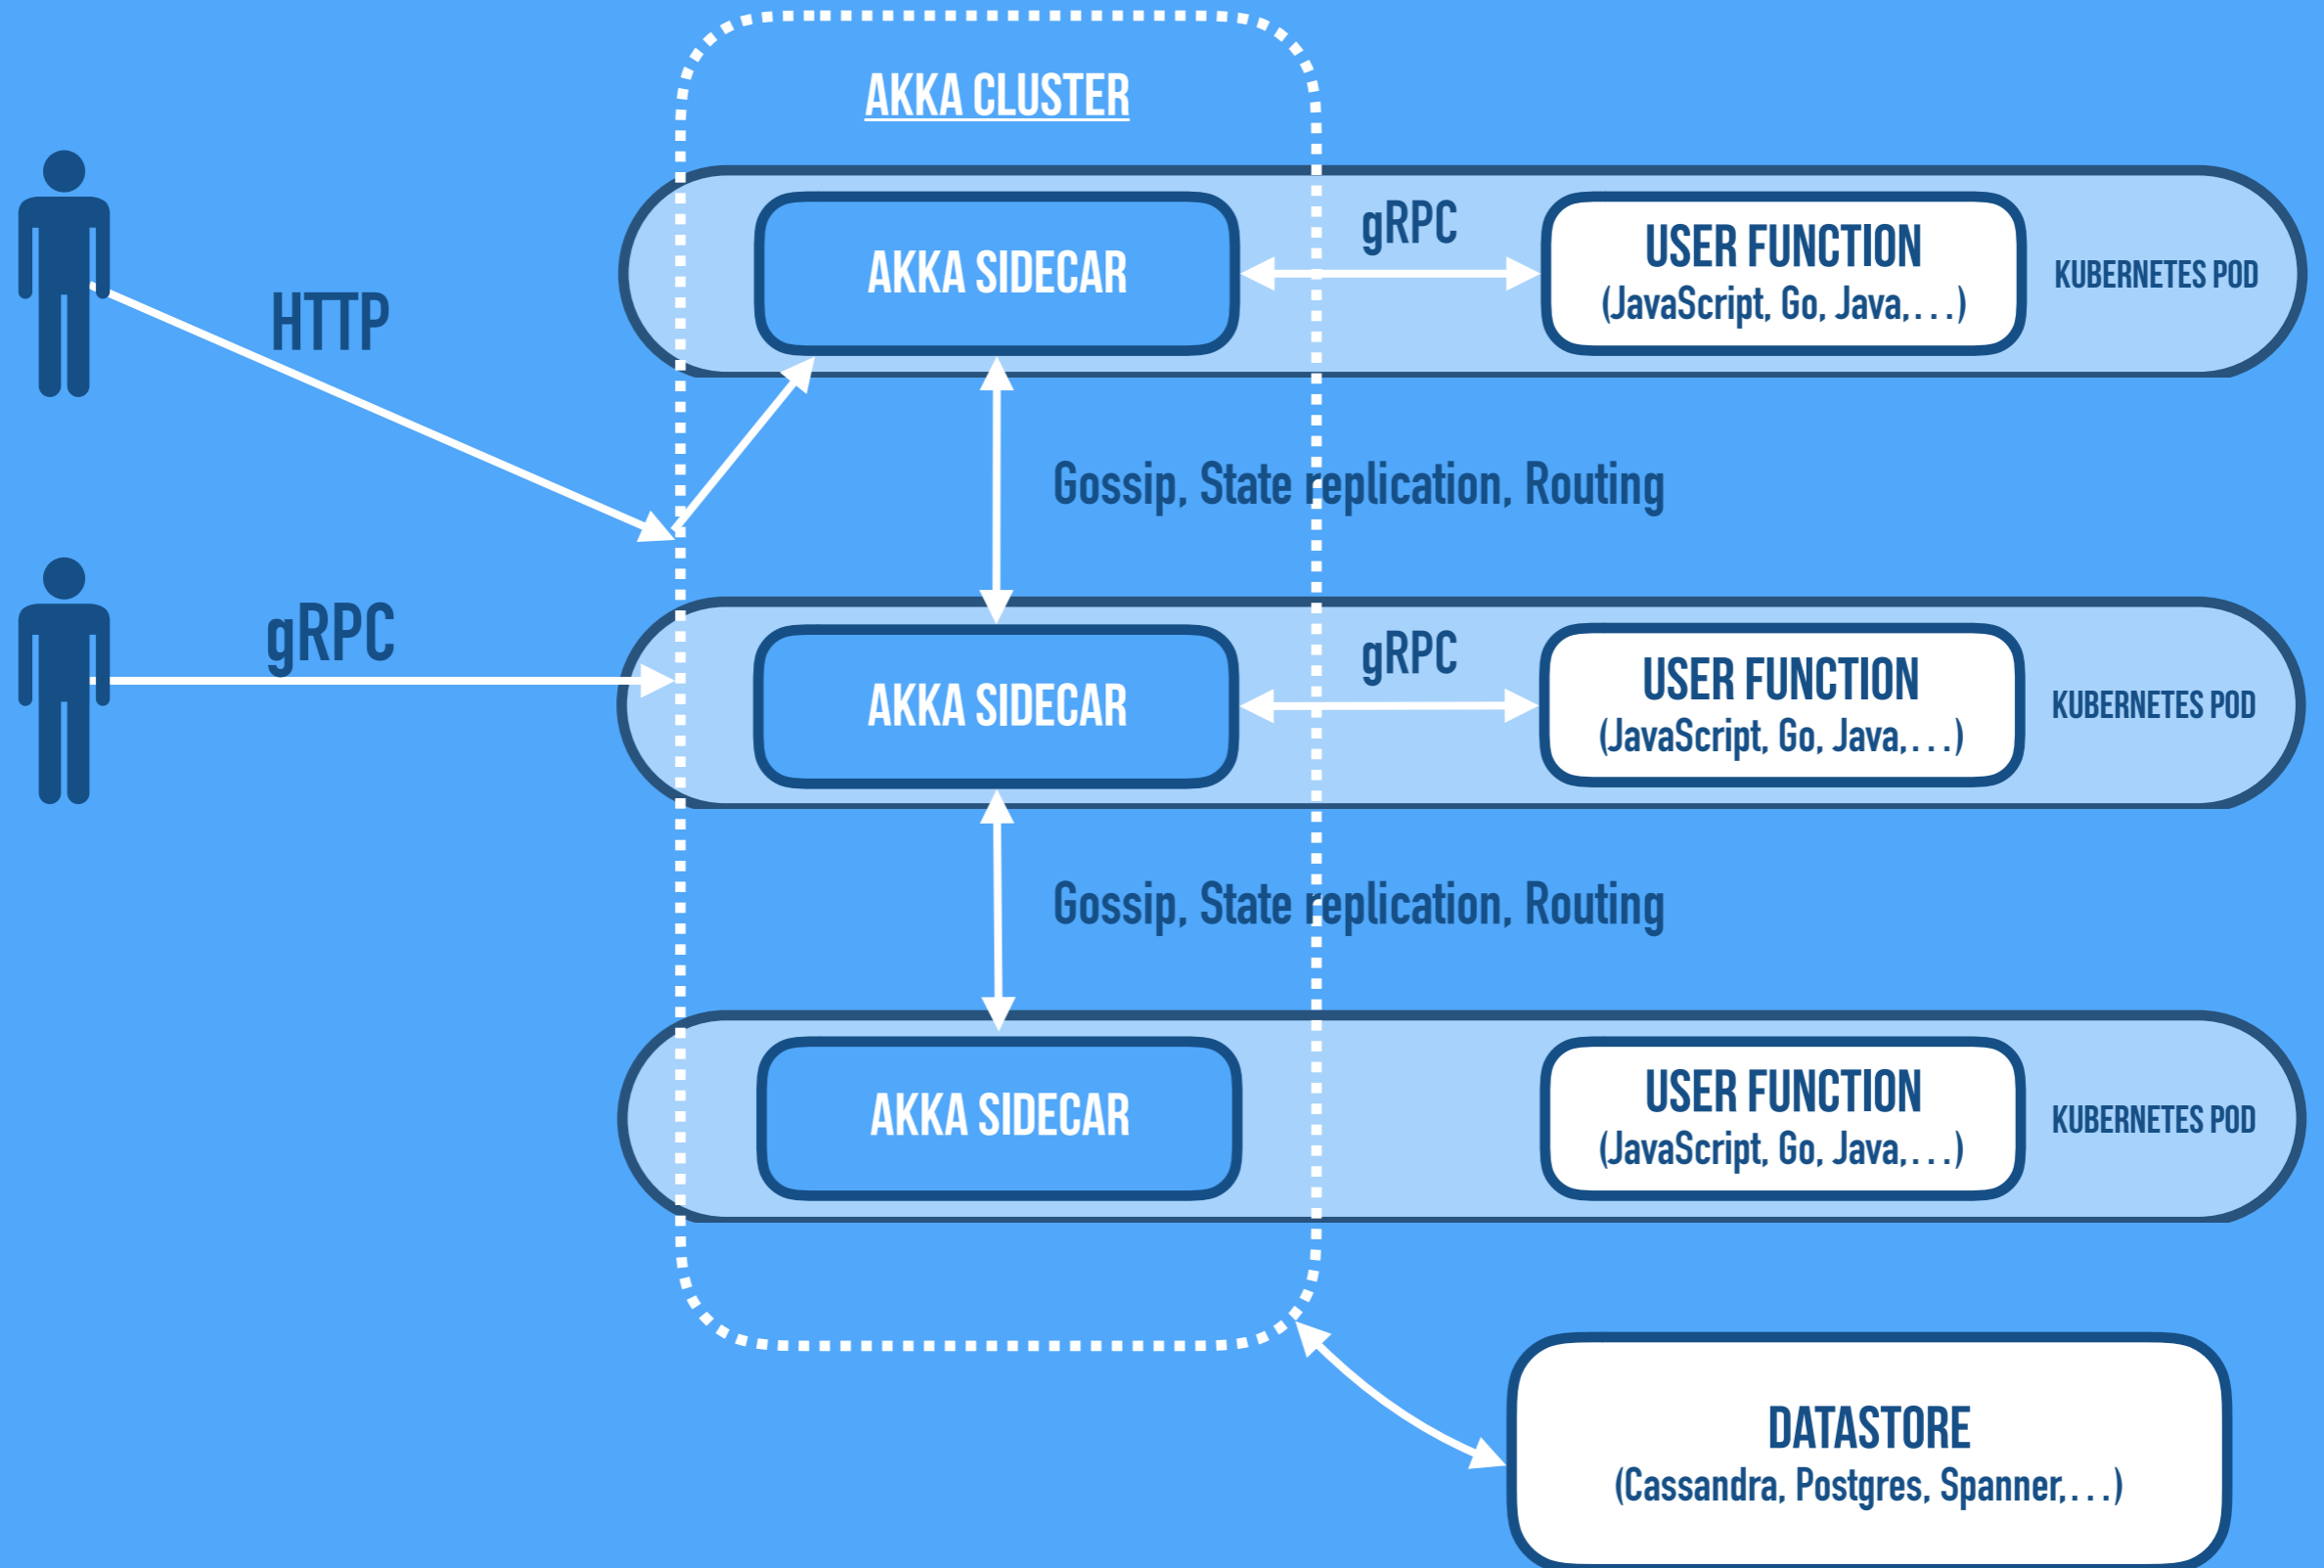 AKKA CLUSTER
AKKA SIDECAR
gRPC
USER FUNCTION
(JavaScript, Go, Java,...)
KUBERNETES POD
HTTP
Gossip, State replication, Routing
gRPC
AKKA SIDECAR
gRPC
USER FUNCTION
(JavaScript, Go, Java,...)
KUBERNETES POD
Gossip, State replication, Routing
AKKA SIDECAR
USER FUNCTION
(JavaScript, Go, Java,...)
KUBERNETES POD
DATASTORE
(Cassandra, Postgres, Spanner,...)